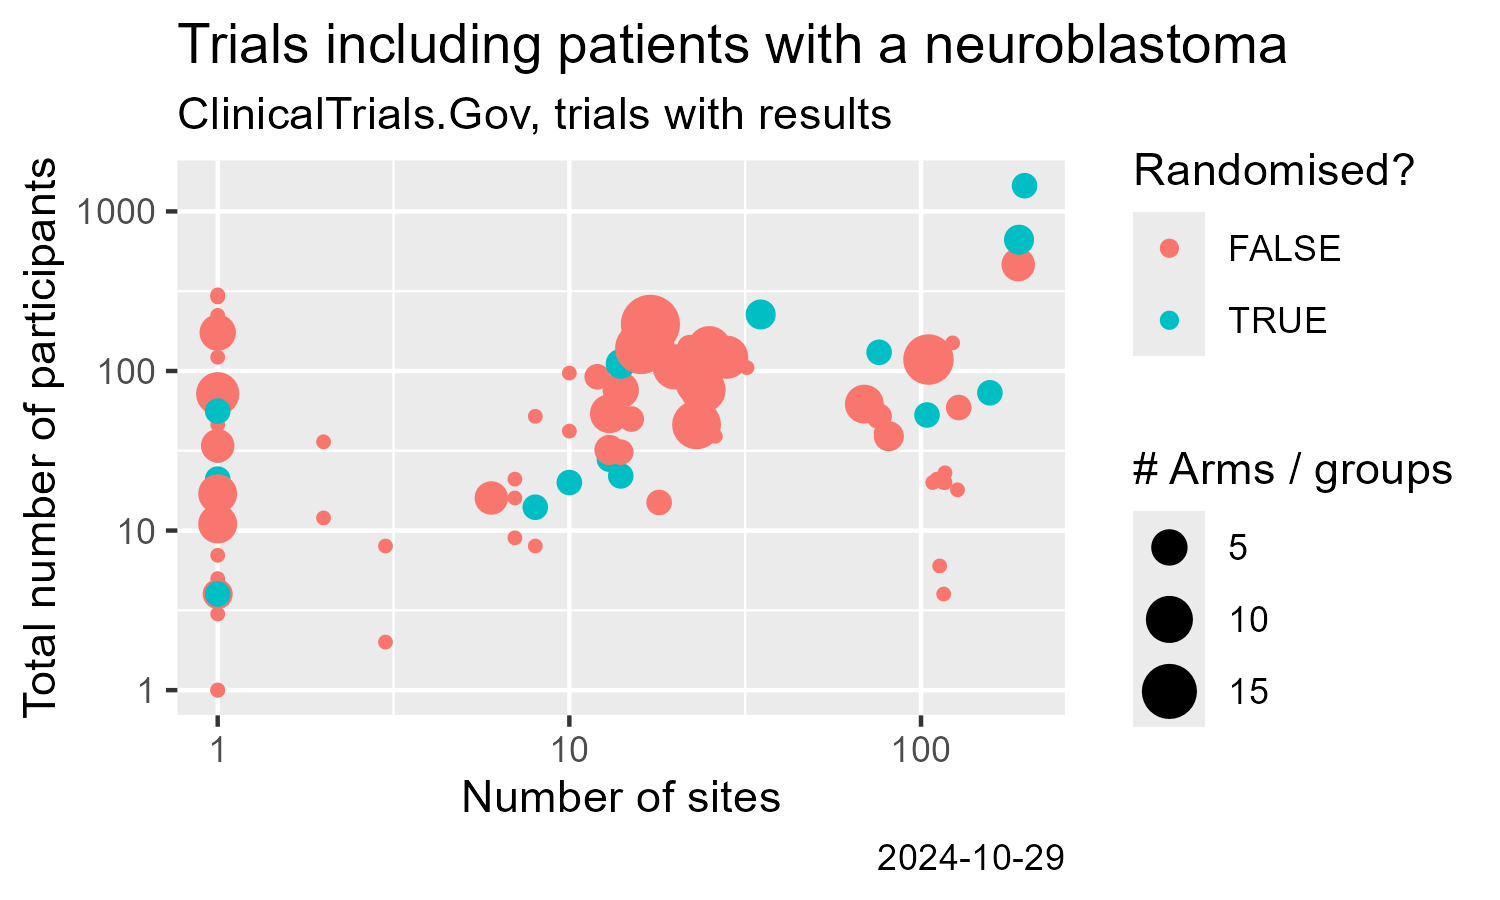 Trials including patients with a neuroblastoma
ClinicalTrials.Gov, trials with results
Total number of participants
1000
100
10
1
1
10
100
Number of sites
Randomised?
FALSE
TRUE
# Arms / groups
5
10
15
2024-10-29